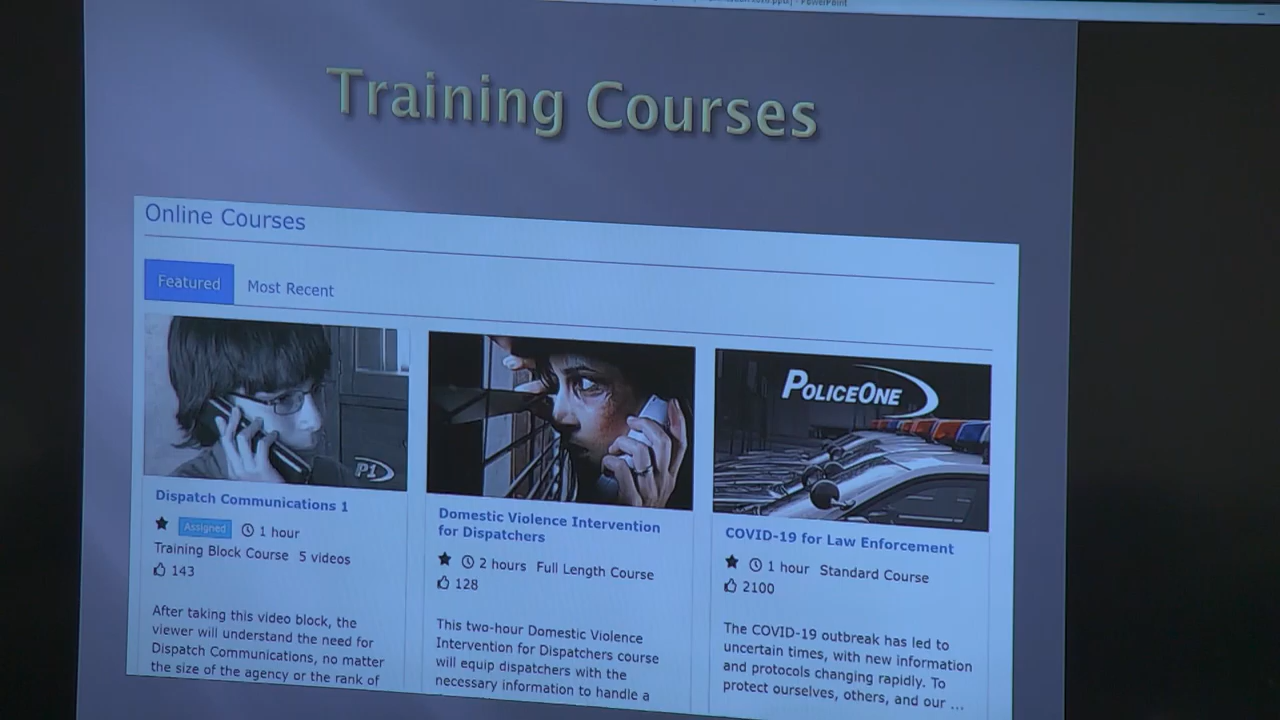 PowerPoint
Training Courses
Online Courses
Featured
Most Recent
P1
Dispatch Communications 1
Assigned
1 hour
Training Block Course 5 videos
143
After taking this video block, the
viewer will understand the need for
Dispatch Communications, no matter
the size of the agency or the rank of
Domestic Violence Intervention
for Dispatchers
2 hours Full Length Course
128
This two-hour Domestic Violence
Intervention for Dispatchers course
will equip dispatchers with the
necessary information to handle a
POLICEONE
COVID-19 for Law Enforcement
1 hour Standard Course
2100
The COVID-19 outbreak has led to
uncertain times, with new information
and protocols changing rapidly. To
protect ourselves, others, and our ...